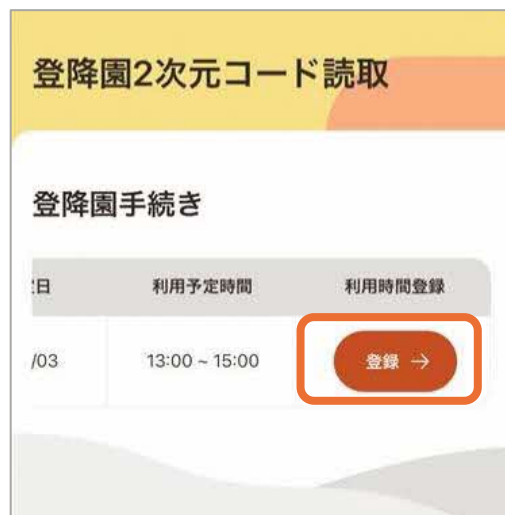 登降園2次元コード読取
登降園手続き
日 利用予定時間 利用時間登録
/03 13:00 ~ 15:00 登録 →